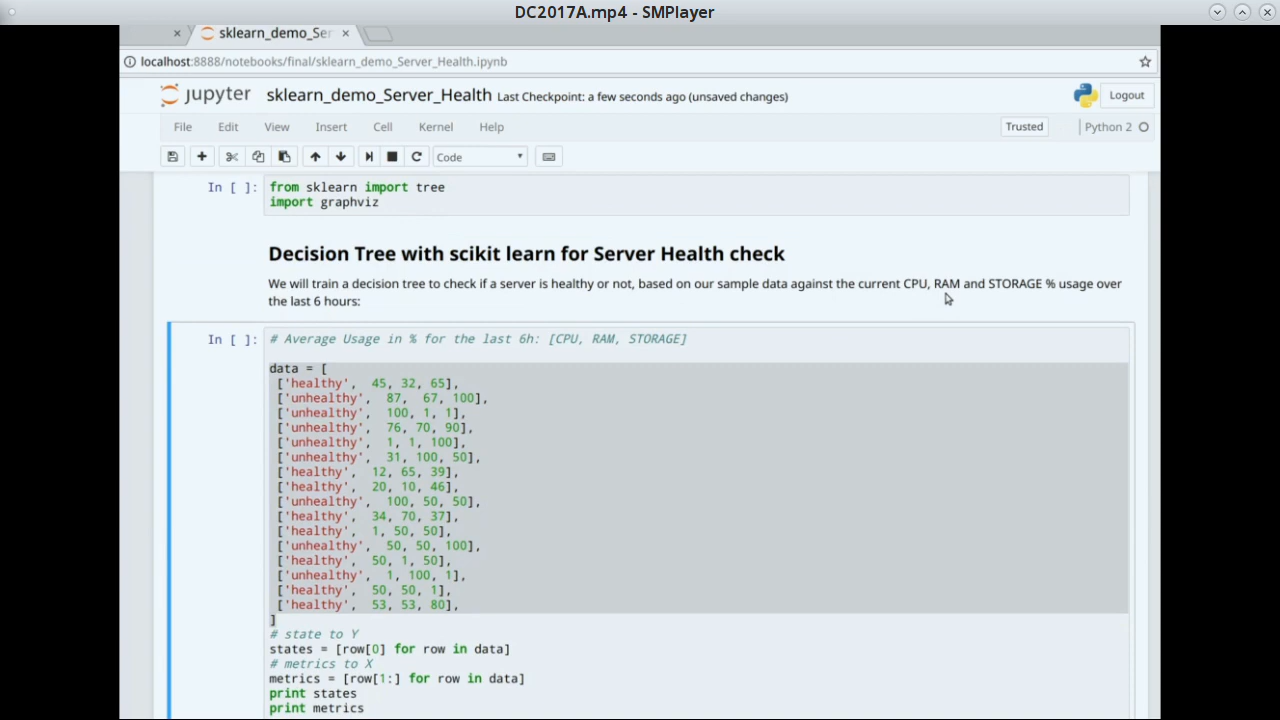 DC2017A.mp4 - SMPlayer
sklearn_demo_Ser
localhost:8888/notebooks/final/sklearn_demo_Server_Health.ipynb
jupyter sklearn_demo_Server_Health Last Checkpoint: a few seconds ago (unsaved changes)
Logout
File Edit View Insert Cell Kernel Help
Trusted
Python 2
Code
In [ ]: from sklearn import tree
import graphviz
Decision Tree with scikit learn for Server Health check
We will train a decision tree to check if a server is healthy or not, based on our sample data against the current CPU, RAM and STORAGE % usage over
the last 6 hours:
In [ ]: # Average Usage in % for the last 6h: [CPU, RAM, STORAGE]
data = [
['healthy', 45, 32, 65],
['unhealthy', 87, 67, 100],
['unhealthy', 100, 1, 1],
['unhealthy', 76, 70, 90],
['unhealthy', 1, 1, 100],
['unhealthy', 31, 100, 50],
['healthy', 12, 65, 39],
['healthy', 20, 10, 46],
['unhealthy', 100, 50, 50],
['healthy', 34, 70, 37],
['healthy', 1, 50, 50],
['unhealthy', 50, 50, 100],
['healthy', 50, 1, 50],
['unhealthy', 1, 100, 1],
['healthy', 50, 50, 1],
['healthy', 53, 53, 80],
]
# state to Y
states = [row[0] for row in data]
# metrics to X
metrics = [row[1:] for row in data]
print states
print metrics